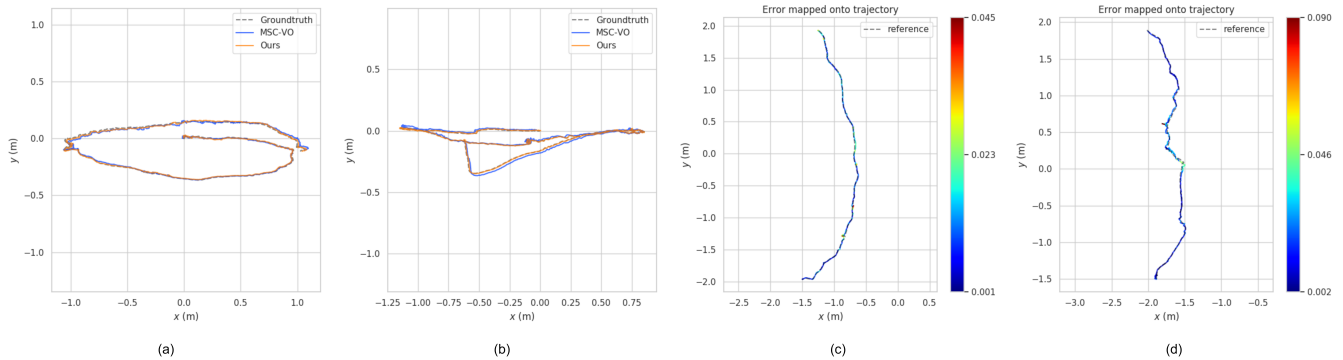 Groundtruth
MSC-VO
Ours
1.0
0.5
0.0
−0.5
−1.0
y (m)
−1.0
−0.5
0.0
0.5
1.0
x (m)
(a)
Groundtruth
MSC-VO
Ours
0.5
0.0
−0.5
−1.0
y (m)
−1.25
−1.00
−0.75
−0.50
−0.25
0.00
0.25
0.50
0.75
x (m)
(b)
Error mapped onto trajectory
reference
2.0
1.5
1.0
0.5
0.0
−0.5
−1.0
−1.5
−2.0
y (m)
−2.5
−2.0
−1.5
−1.0
−0.5
0.0
0.5
x (m)
0.045
0.023
0.001
(c)
Error mapped onto trajectory
reference
2.0
1.5
1.0
0.5
0.0
−0.5
−1.0
−1.5
y (m)
−3.0
−2.5
−2.0
−1.5
−1.0
−0.5
x (m)
0.090
0.046
0.002
(d)